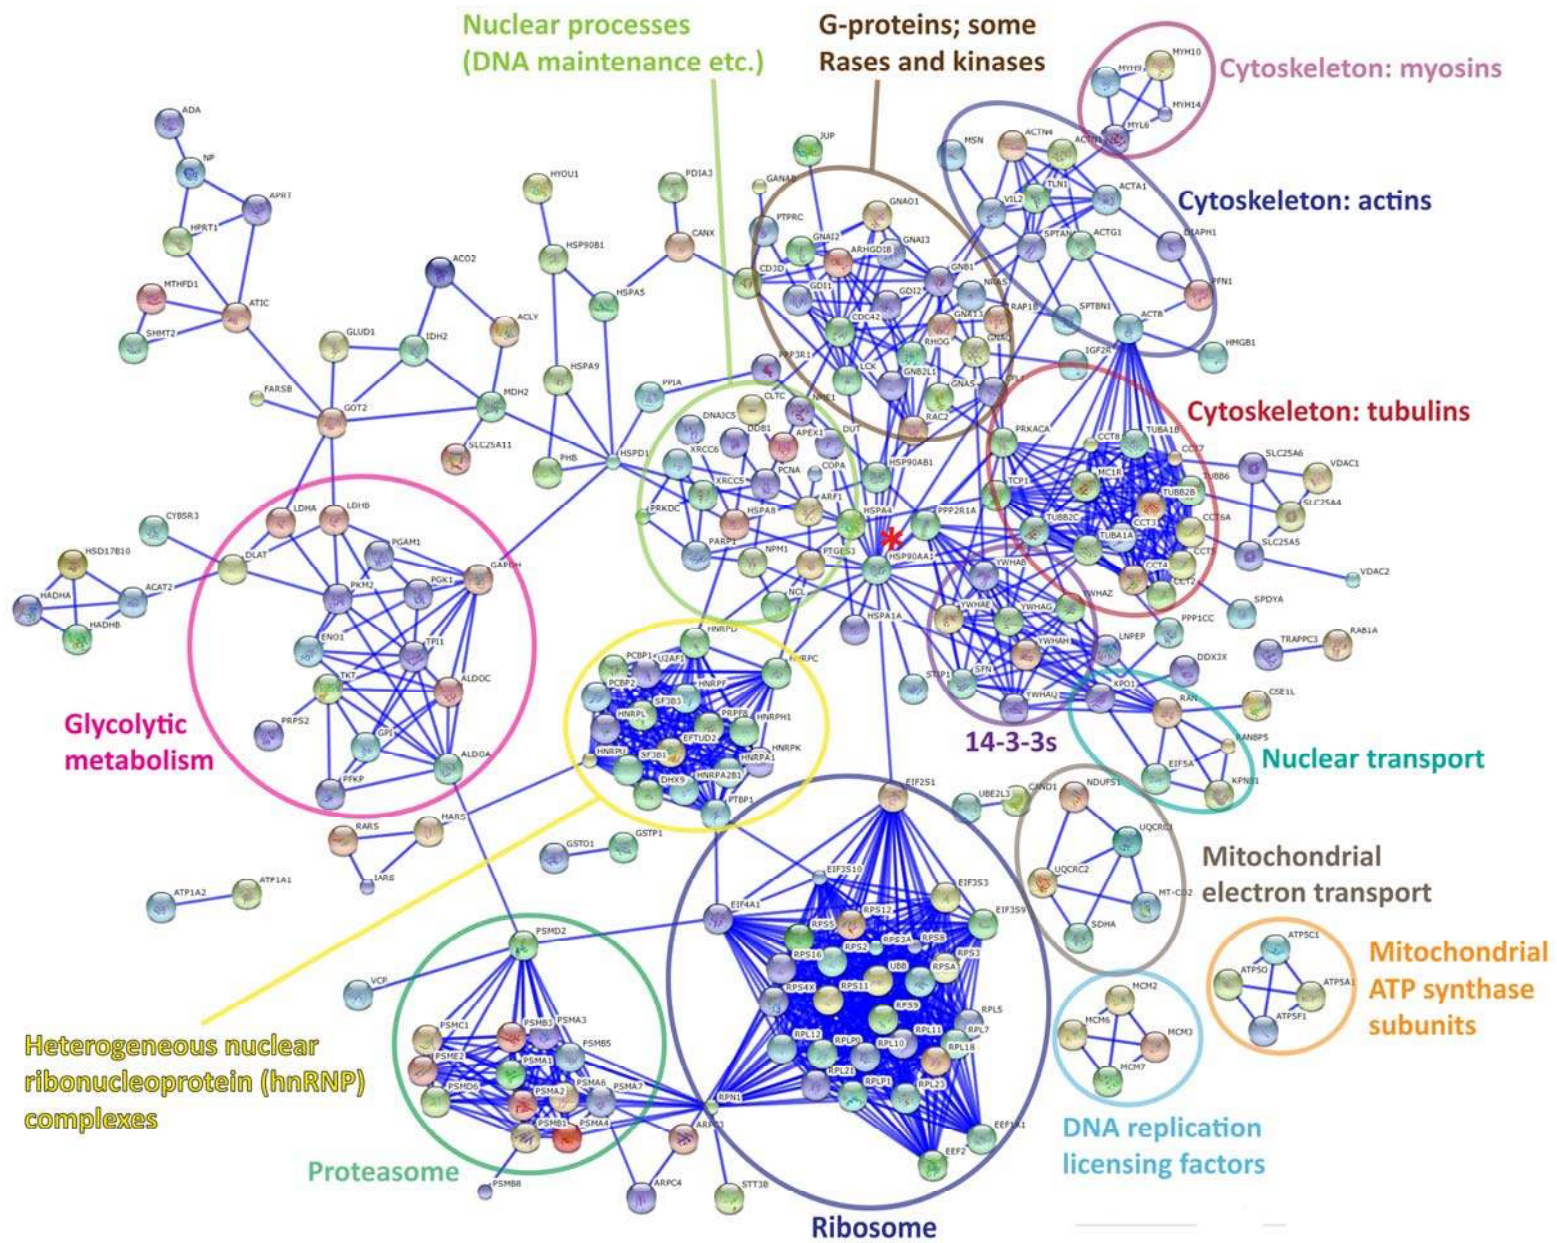 Nuclear processes
(DNA maintenance etc.)
G-proteins; some
Rases and kinases
Cytoskeleton: myosins
Cytoskeleton: actins
Cytoskeleton: tubulins
14-3-3s
Nuclear transport
Glycolytic
metabolism
Mitochondrial
electron transport
Mitochondrial
ATP synthase
subunits
Heterogeneous nuclear
ribonucleoprotein (hnRNP)
complexes
DNA replication
licensing factors
Proteasome
Ribosome
MYH10
MYH9
MYH14
MYL6
ADA
NP
APRT
HPRT1
MTHFD1
ATIC
SHMT2
ACO2
ACLY
GLUD1
IDH2
MDH2
FARSB
GOT2
SLC25A11
HYOU1
HSP90B1
HSPA5
HSPA9
PHB
HSPD1
PDIA3
CANX
PPIA
JUP
GANAB
PTPRC
CD3D
GNAO1
GNAI2
ARHGDIB
GNAI3
GDI1
GDI2
GNB1
NRAS
RAP1B
CDC42
GNA13
RHOG
GNAQ
LCK
GNB2L1
GNAS
RAC2
PPP3R1
MSN
ACTN4
TLN1
ACTA1
VIL2
SPTAN
ACTG1
DIAPH1
PFN1
SPTBN1
ACTB
HMGB1
IGF2R
CLTC
NME1
DNAJC5
DDB1
APEX1
DUT
XRCC6
XRCC5
PCNA
COPA
ARF1
PRKDC
HSPA8
PARP1
NPM1
PTGES3
NCL
HSPA4
HSP90AB1
PPP2R1A
*
HSP90AA1
HSPA1A
PRKACA
TCP1
CCT8
TUBA1B
CCT7
MC1R
TUBB6
TUBB2B
TUBB2C
CCT3
CCT6A
TUBA1A
CCT5
CCT4
CCT2
SLC25A6
VDAC1
SLC25A4
SLC25A5
VDAC2
SPDYA
PPP1CC
TRAPPC3
RAB1A
YWHAB
YWHAE
YWHAG
YWHAZ
YWHAH
SFN
YWHAQ
STIP1
LNPEP
DDX3X
XPO1
RAN
CSE1L
RANBP5
EIF5A
KPNB1
CYB5R3
HSD17B10
DLAT
ACAT2
HADHA
HADHB
LDHA
LDHB
PGAM1
PKM2
PGK1
GAPDH
ENO1
TPI1
TKT
ALDOC
PRPS2
GPI
ALDOA
PFKP
HNRPD
HNRPC
PCBP1
U2AF1
PCBP2
HNRPF
SF3B3
HNRPL
PRPF8
HNRPH1
EFTUD2
HNRPU
SF3B1
HNRPK
HNRPA1
DHX9
HNRPA2B1
PTBP1
RARS
HARS
IARS
GSTO1
GSTP1
ATP1A2
ATP1A1
EIF2S1
UBE2L3
CAND1
NDUFS1
UQCRC1
UQCRC2
MT-CO2
SDHA
ATP5C1
ATP5O
ATP5A1
ATP5F1
MCM2
MCM6
MCM3
MCM7
EIF3S10
EIF3S3
EIF3S9
EIF4A1
RPS12
RPS5
RPS3A
RPS8
RPS16
RPS2
RPS3
UBB
RPSA
RPS4X
RPS11
RPS9
RPL5
RPL12
RPL11
RPL7
RPLP0
RPL10
RPL18
RPL21
RPLP1
RPL23
EEF1A1
EEF2
PSMD2
VCP
PSMC1
PSMB3
PSMA3
PSMB5
PSME2
PSMA1
PSMD6
PSMA6
PSMA7
PSMA2
PSMB1
PSMA4
PSMB8
RPN1
ARPC4
STT3B